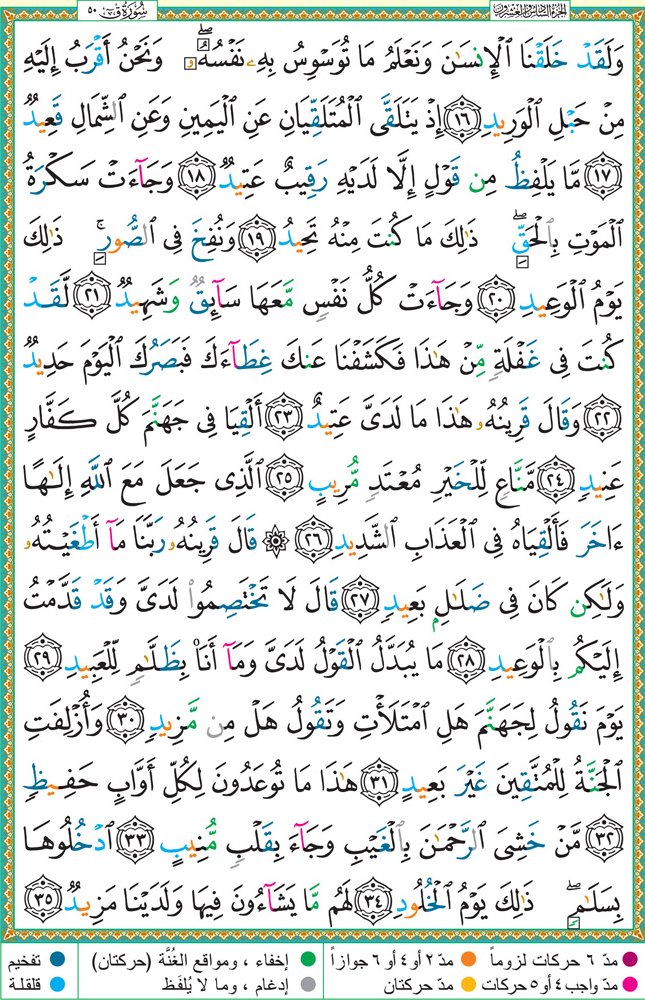 الجزء السادس والعشرون
سُورَة قٓ ٥٠
وَلَقَدْ خَلَقْنَا ٱلْإِنسَٰنَ وَنَعْلَمُ مَا تُوَسْوِسُ بِهِۦ نَفْسُهُۥ ۖ وَنَحْنُ أَقْرَبُ إِلَيْهِ
مِنْ حَبْلِ ٱلْوَرِيدِ ١٦ إِذْ يَتَلَقَّى ٱلْمُتَلَقِّيَانِ عَنِ ٱلْيَمِينِ وَعَنِ ٱلشِّمَالِ قَعِيدٌ
١٧ مَّا يَلْفِظُ مِن قَوْلٍ إِلَّا لَدَيْهِ رَقِيبٌ عَتِيدٌ ١٨ وَجَآءَتْ سَكْرَةُ
ٱلْمَوْتِ بِٱلْحَقِّ ۖ ذَٰلِكَ مَا كُنتَ مِنْهُ تَحِيدُ ١٩ وَنُفِخَ فِى ٱلصُّورِ ۚ ذَٰلِكَ
يَوْمُ ٱلْوَعِيدِ ٢٠ وَجَآءَتْ كُلُّ نَفْسٍ مَّعَهَا سَآئِقٌ وَشَهِيدٌ ٢١ لَّقَدْ
كُنتَ فِى غَفْلَةٍ مِّنْ هَٰذَا فَكَشَفْنَا عَنكَ غِطَآءَكَ فَبَصَرُكَ ٱلْيَوْمَ حَدِيدٌ
٢٢ وَقَالَ قَرِينُهُۥ هَٰذَا مَا لَدَىَّ عَتِيدٌ ٢٣ أَلْقِيَا فِى جَهَنَّمَ كُلَّ كَفَّارٍ
عَنِيدٍ ٢٤ مَّنَّاعٍ لِّلْخَيْرِ مُعْتَدٍ مُّرِيبٍ ٢٥ ٱلَّذِى جَعَلَ مَعَ ٱللَّهِ إِلَٰهًا
ءَاخَرَ فَأَلْقِيَاهُ فِى ٱلْعَذَابِ ٱلشَّدِيدِ ٢٦ ۞ قَالَ قَرِينُهُۥ رَبَّنَا مَآ أَطْغَيْتُهُۥ
وَلَٰكِن كَانَ فِى ضَلَٰلٍۭ بَعِيدٍ ٢٧ قَالَ لَا تَخْتَصِمُوا۟ لَدَىَّ وَقَدْ قَدَّمْتُ
إِلَيْكُم بِٱلْوَعِيدِ ٢٨ مَا يُبَدَّلُ ٱلْقَوْلُ لَدَىَّ وَمَآ أَنَا۠ بِظَلَّٰمٍ لِّلْعَبِيدِ ٢٩
يَوْمَ نَقُولُ لِجَهَنَّمَ هَلِ ٱمْتَلَأْتِ وَتَقُولُ هَلْ مِن مَّزِيدٍ ٣٠ وَأُزْلِفَتِ
ٱلْجَنَّةُ لِلْمُتَّقِينَ غَيْرَ بَعِيدٍ ٣١ هَٰذَا مَا تُوعَدُونَ لِكُلِّ أَوَّابٍ حَفِيظٍ
٣٢ مَّنْ خَشِىَ ٱلرَّحْمَٰنَ بِٱلْغَيْبِ وَجَآءَ بِقَلْبٍ مُّنِيبٍ ٣٣ ٱدْخُلُوهَا
بِسَلَٰمٍ ۖ ذَٰلِكَ يَوْمُ ٱلْخُلُودِ ٣٤ لَهُم مَّا يَشَآءُونَ فِيهَا وَلَدَيْنَا مَزِيدٌ ٣٥
مدّ ٦ حركات لزوماً مدّ ٢ أو ٤ أو ٦ جوازاً إخفاء ، ومواقع الغُنَّة (حركتان) تفخيم
مدّ واجب ٤ أو ٥ حركات مدّ حركتان إدغام ، وما لا يُلفَظ قلقلة